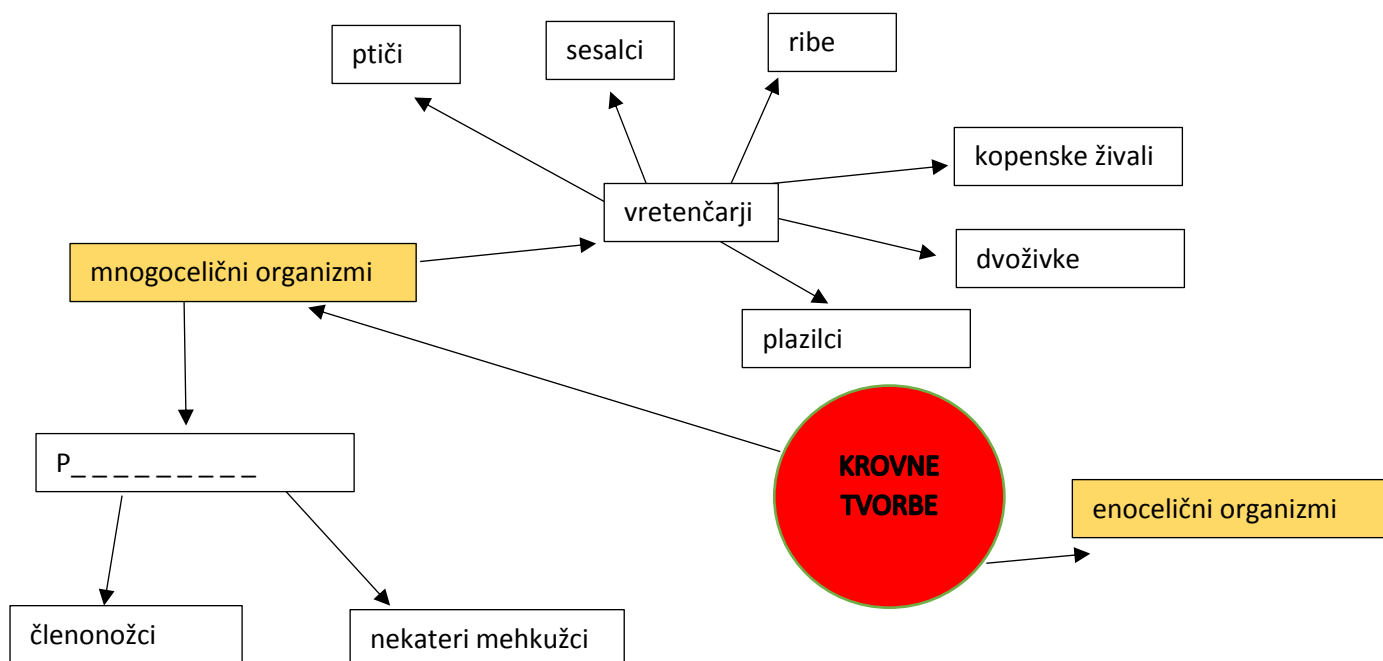 ptiči
sesalci
ribe
kopenske živali
vretenčarji
mnogocelični organizmi
dvoživke
plazilci
P_ _ _ _ _ _ _ _ _
KROVNE
TVORBE
enocelični organizmi
členonožci
nekateri mehkužci